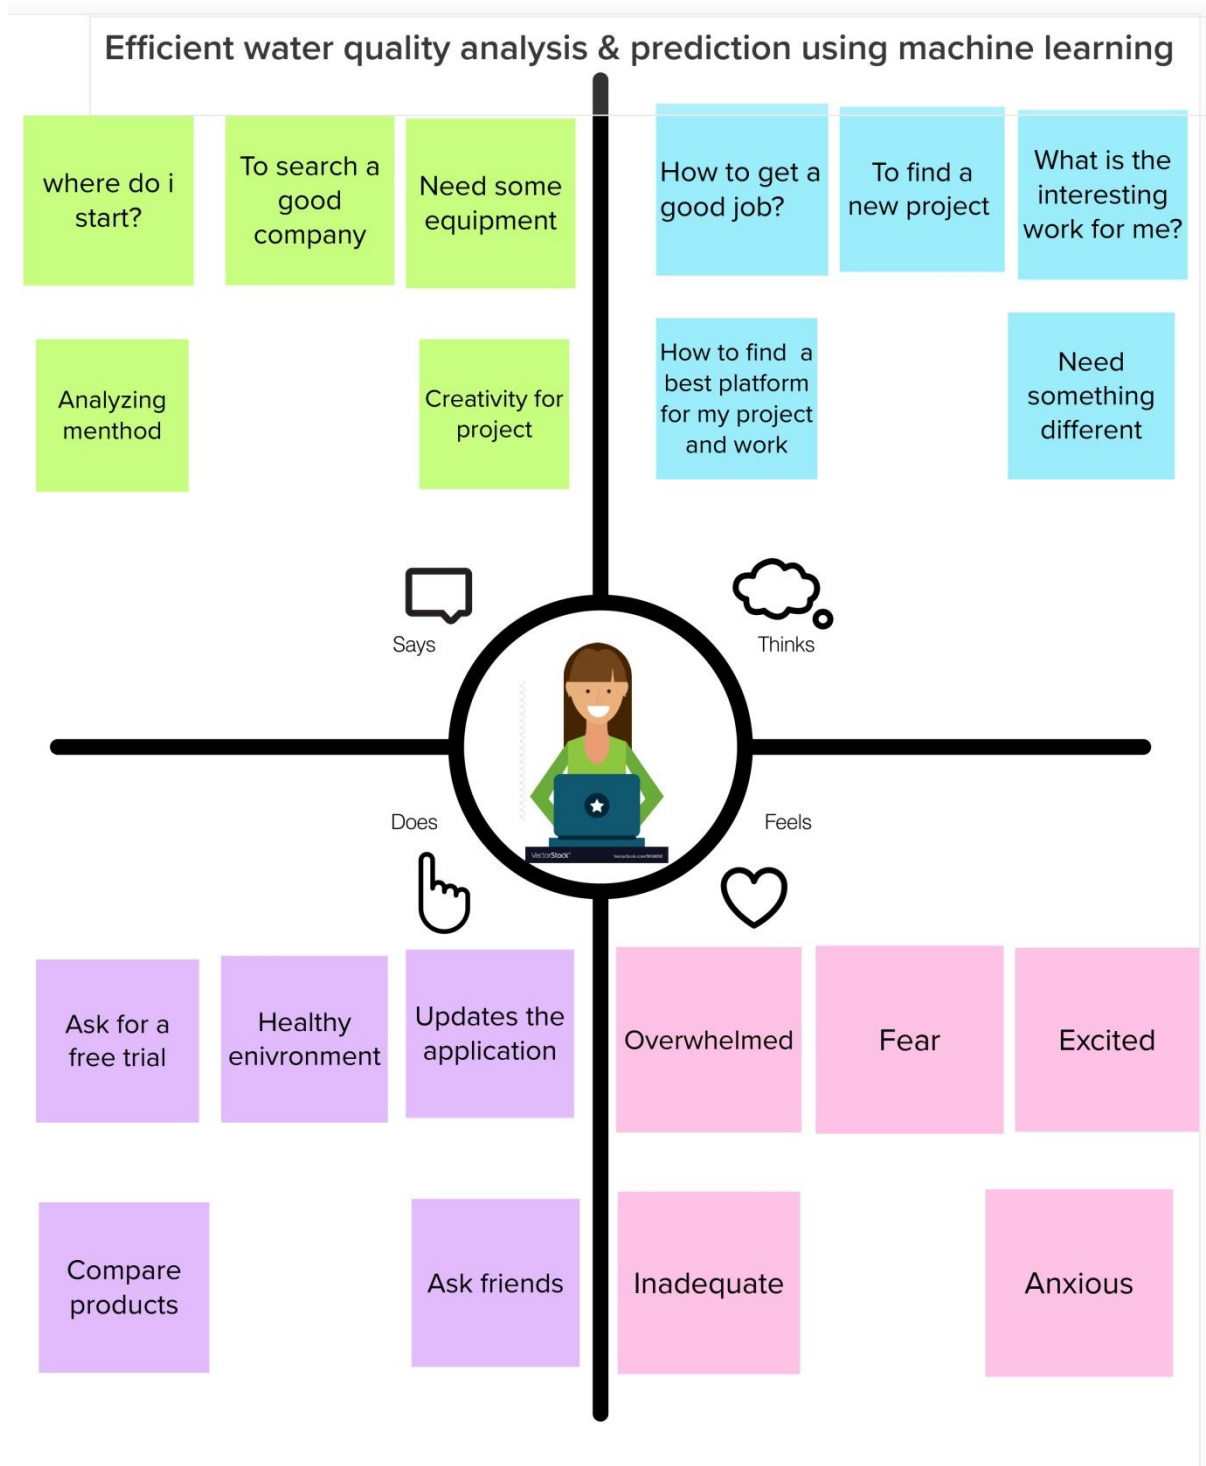 Efficient water quality analysis & prediction using machine learning
where do i
start?
To search a
good
company
Need some
equipment
Analyzing
menthod
Creativity for
project
How to get a
good job?
To find a
new project
What is the
interesting
work for me?
How to find a
best platform
for my project
and work
Need
something
different
Says
Thinks
Does
Feels
VectorStock®
Ask for a
free trial
Healthy
enivronment
Updates the
application
Compare
products
Ask friends
Overwhelmed
Fear
Excited
Inadequate
Anxious